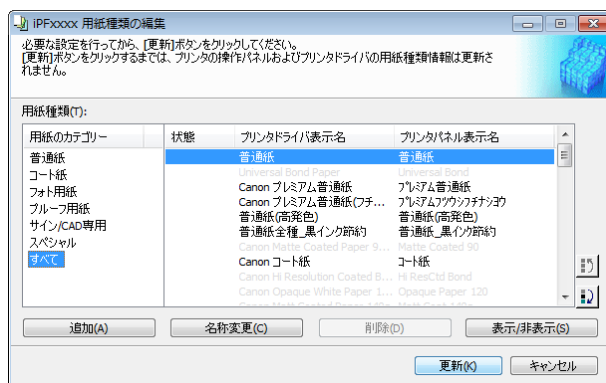 iPFxxxx 用紙種類の編集
必要な設定を行ってから、[更新]ボタンをクリックしてください。
[更新]ボタンをクリックするまでは、プリンタの操作パネルおよびプリンタドライバの用紙種類情報は更新さ
れません。
用紙種類(T):
用紙のカテゴリー 状態 プリンタドライバ表示名 プリンタパネル表示名
普通紙
コート紙
フォト用紙
プルーフ用紙
サイン/CAD専用
スペシャル
すべて
普通紙 普通紙
Universal Bond Paper Universal Bond
Canon プレミアム普通紙 プレミアム普通紙
Canon プレミアム普通紙(フチ... プレミアムフツウシフチナシヨウ
普通紙(高発色) 普通紙(高発色)
普通紙全種_黒インク節約 普通紙_黒インク節約
Canon Matte Coated Paper 9... Matte Coated 90
Canon コート紙 コート紙
Canon Hi Resolution Coated B... Hi ResCtd Bond
Canon Opaque White Paper 1... Opaque Paper 120
追加(A) 名称変更(C) 削除(D) 表示/非表示(S)
更新(K) キャンセル